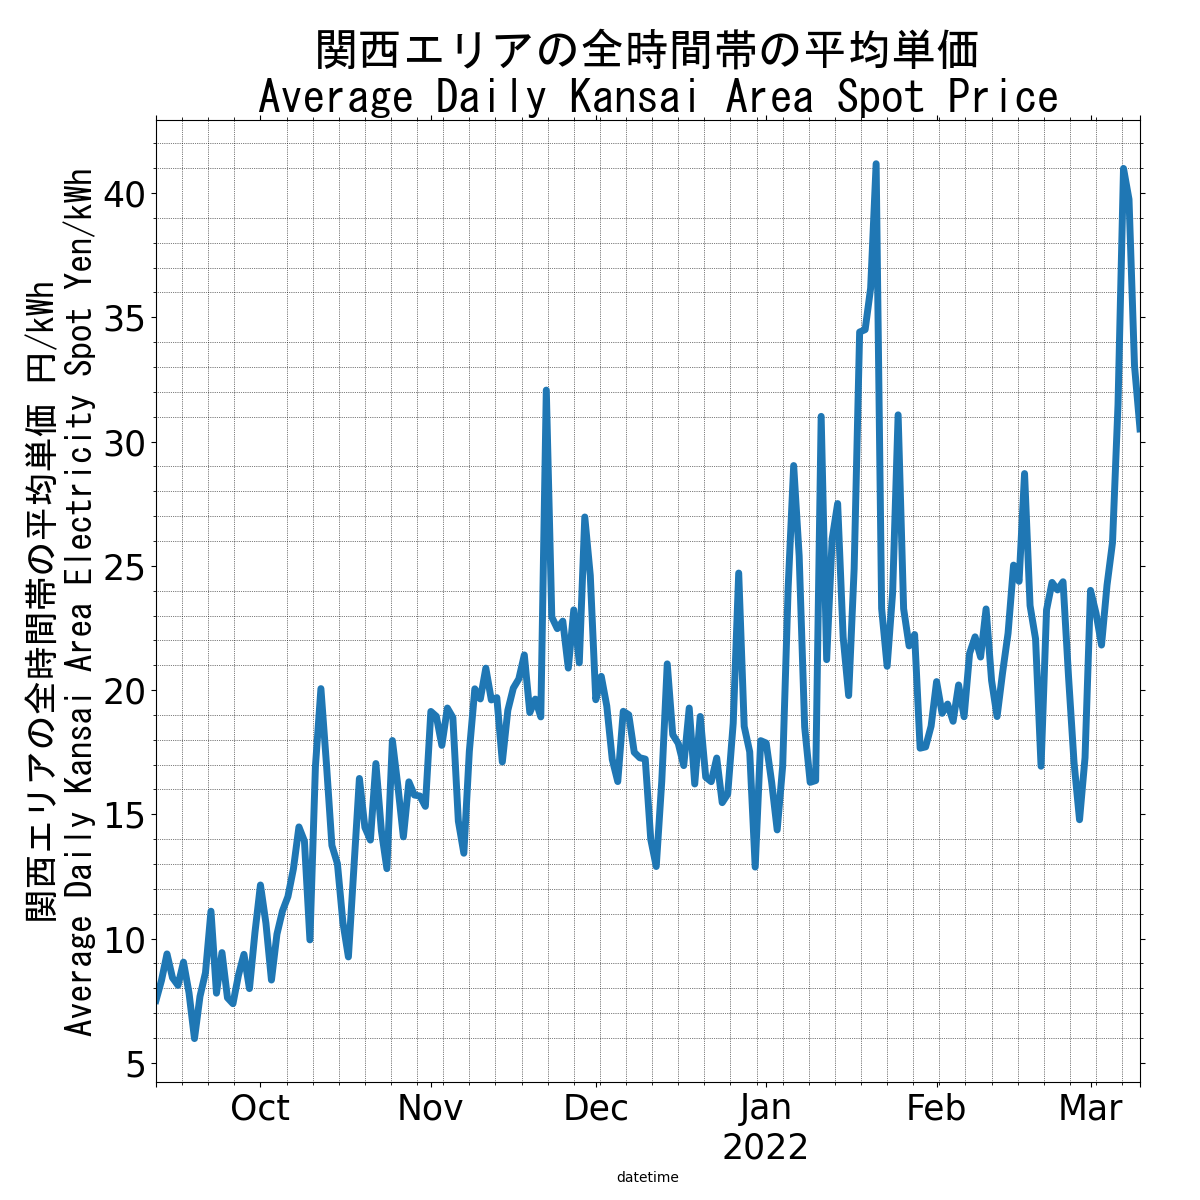 関西エリアの全時間帯の平均単価
Average Daily Kansai Area Spot Price
関西エリアの全時間帯の平均単価 円/kWh
Average Daily Kansai Area Electricity Spot Yen/kWh
40
35
30
25
20
15
10
5
Oct
Nov
Dec
Jan
2022
Feb
Mar
datetime